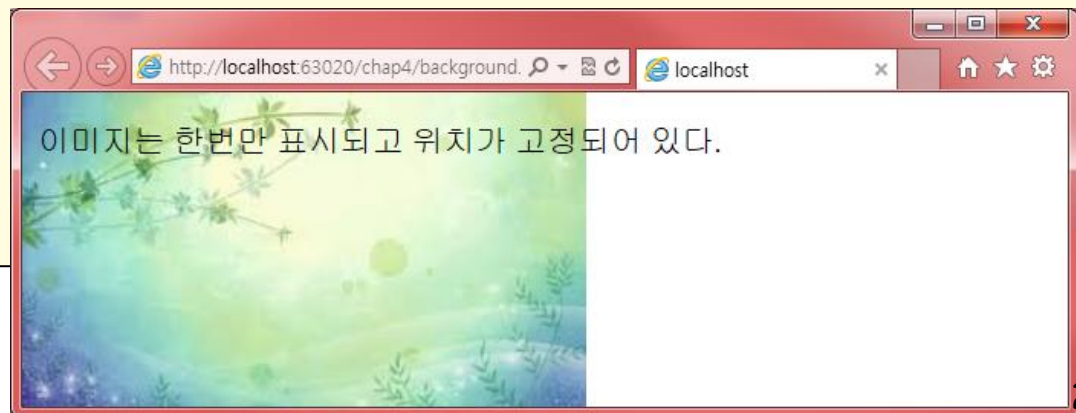 http://localhost:63020/chap4/background.
localhost
이미지는 한번만 표시되고 위치가 고정되어 있다.